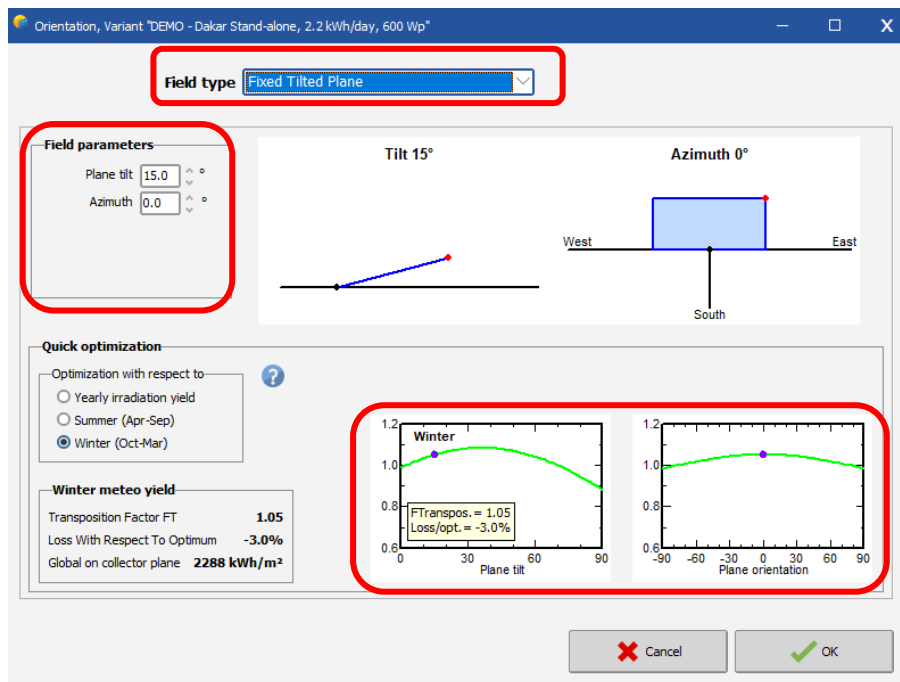 Orientation, Variant "DEMO - Dakar Stand-alone, 2.2 kWh/day, 600 Wp"
Field type Fixed Tilted Plane
Field parameters
Plane tilt 15.0 °
Azimuth 0.0 °
Tilt 15°
Azimuth 0°
West
East
South
Quick optimization
Optimization with respect to
Yearly irradiation yield
Summer (Apr-Sep)
Winter (Oct-Mar)
?
Winter meteo yield
Transposition Factor FT 1.05
Loss With Respect To Optimum -3.0%
Global on collector plane 2288 kWh/m²
1.2
Winter
1.0
0.8
FTranspos. = 1.05
Loss/opt. = -3.0%
0.6
0 30 60 90
Plane tilt
1.2
1.0
0.8
0.6
-90 -60 -30 0 30 60 90
Plane orientation
Cancel
OK